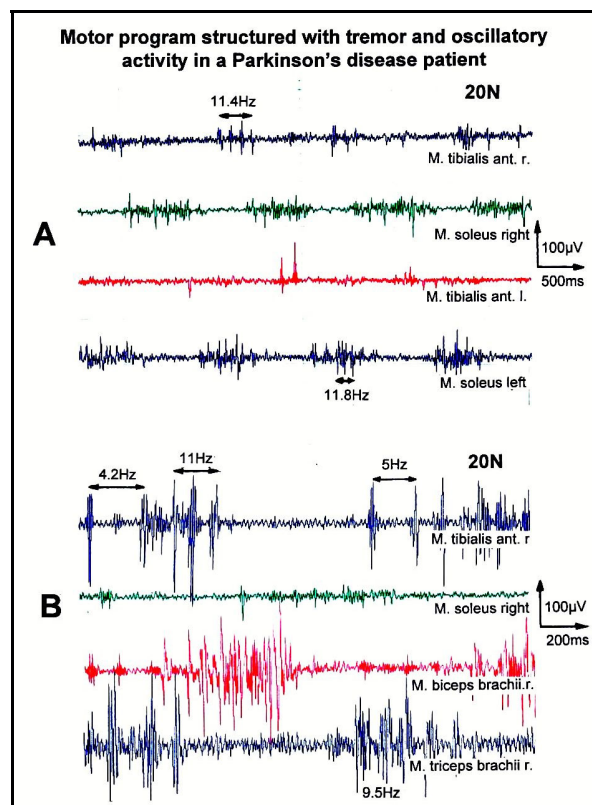 Motor program structured with tremor and oscillatory
activity in a Parkinson's disease patient
11.4Hz
20N
M. tibialis ant. r.
A
M. soleus right
100µV
500ms
M. tibialis ant. l.
M. soleus left
11.8Hz
4.2Hz
11Hz
5Hz
20N
M. tibialis ant. r
B
M. soleus right
100µV
200ms
M. biceps brachii r.
M. triceps brachii r.
9.5Hz